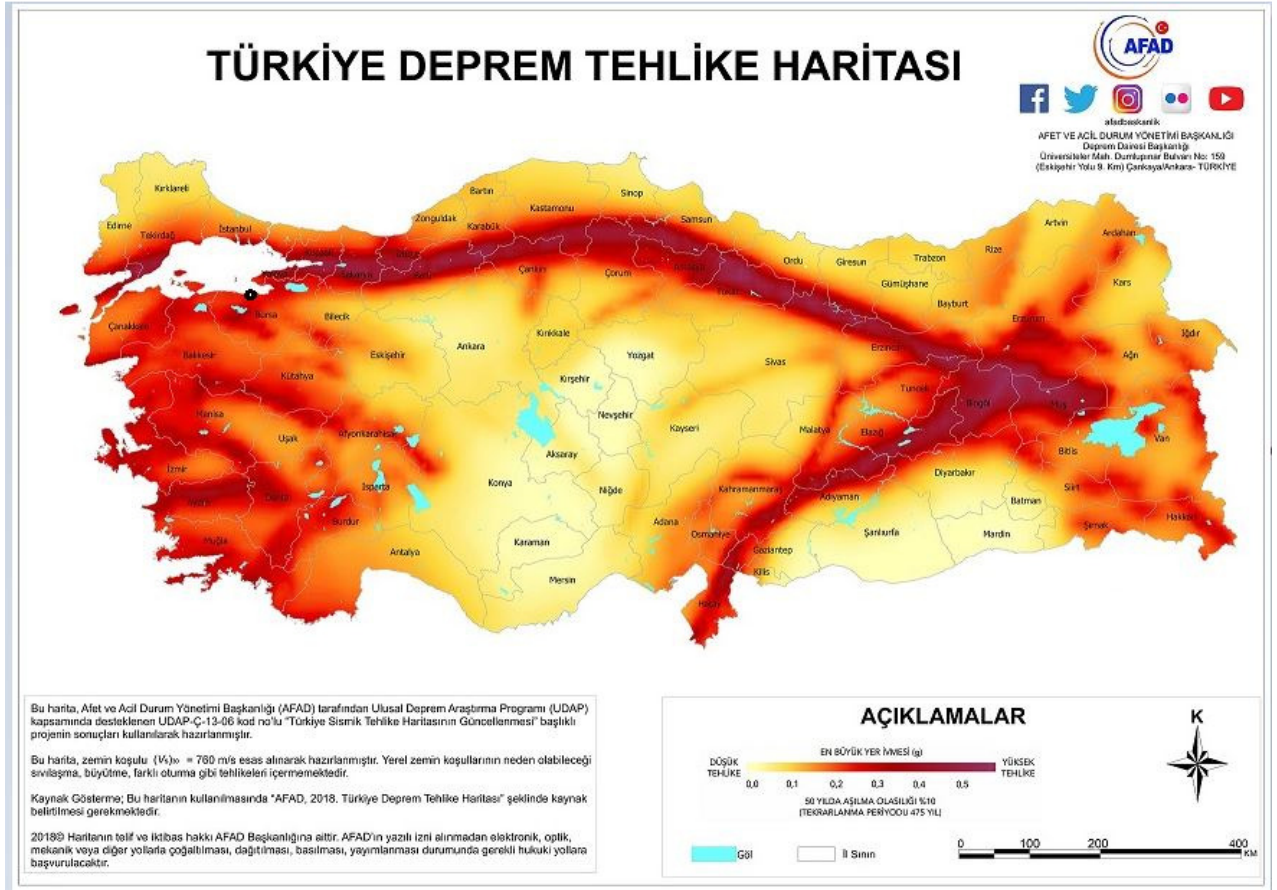 TÜRKİYE DEPREM TEHLİKE HARİTASI
AFAD
afadbaskanlik
AFET VE ACİL DURUM YÖNETİMİ BAŞKANLIĞI
Deprem Dairesi Başkanlığı
Üniversiteler Mah. Dumlupınar Bulvarı No: 159
(Eskişehir Yolu 9. Km) Çankaya/Ankara- TÜRKİYE
Kırklareli
Edirne
Tekirdağ
İstanbul
Zonguldak
Bartın
Karabük
Kastamonu
Sinop
Samsun
Ordu
Giresun
Trabzon
Rize
Artvin
Ardahan
Kars
Gümüşhane
Bayburt
Erzurum
Iğdır
Ağrı
Çanakkale
Balıkesir
Bursa
Bilecik
Eskişehir
Kütahya
Ankara
Çankırı
Çorum
Kırıkkale
Yozgat
Kırşehir
Nevşehir
Sivas
Tunceli
Bingöl
Muş
Van
Bitlis
Manisa
Uşak
Afyonkarahisar
İzmir
Isparta
Burdur
Muğla
Antalya
Konya
Aksaray
Niğde
Karaman
Mersin
Kayseri
Malatya
Elazığ
Diyarbakır
Batman
Siirt
Şırnak
Mardin
Şanlıurfa
Adıyaman
Kahramanmaraş
Adana
Osmaniye
Gaziantep
Kilis
Hatay
Bu harita, Afet ve Acil Durum Yönetimi Başkanlığı (AFAD) tarafından Ulusal Deprem Araştırma Programı (UDAP)
kapsamında desteklenen UDAP-Ç-13-06 kod no'lu "Türkiye Sismik Tehlike Haritasının Güncellenmesi" başlıklı
projenin sonuçları kullanılarak hazırlanmıştır.
Bu harita, zemin koşulu (Vₛ)₃₀ = 760 m/s esas alınarak hazırlanmıştır. Yerel zemin koşullarının neden olabileceği
sıvılaşma, büyütme, farklı oturma gibi tehlikeleri içermemektedir.
Kaynak Gösterme; Bu haritanın kullanılmasında "AFAD, 2018. Türkiye Deprem Tehlike Haritası" şeklinde kaynak
belirtilmesi gerekmektedir.
2018© Haritanın telif ve iktibas hakkı AFAD Başkanlığına aittir. AFAD'ın yazılı izni alınmadan elektronik, optik,
mekanik veya diğer yollarla çoğaltılması, dağıtılması, basılması, yayımlanması durumunda gerekli hukuki yollara
başvurulacaktır.
AÇIKLAMALAR
EN BÜYÜK YER İVMESİ (g)
DÜŞÜK TEHLİKE
YÜKSEK TEHLİKE
0,0 0,1 0,2 0,3 0,4 0,5
50 YILDA AŞILMA OLASILIĞI %10
(TEKRARLANMA PERİYODU 475 YIL)
Göl
İl Sınırı
K
0 100 200 400
KM